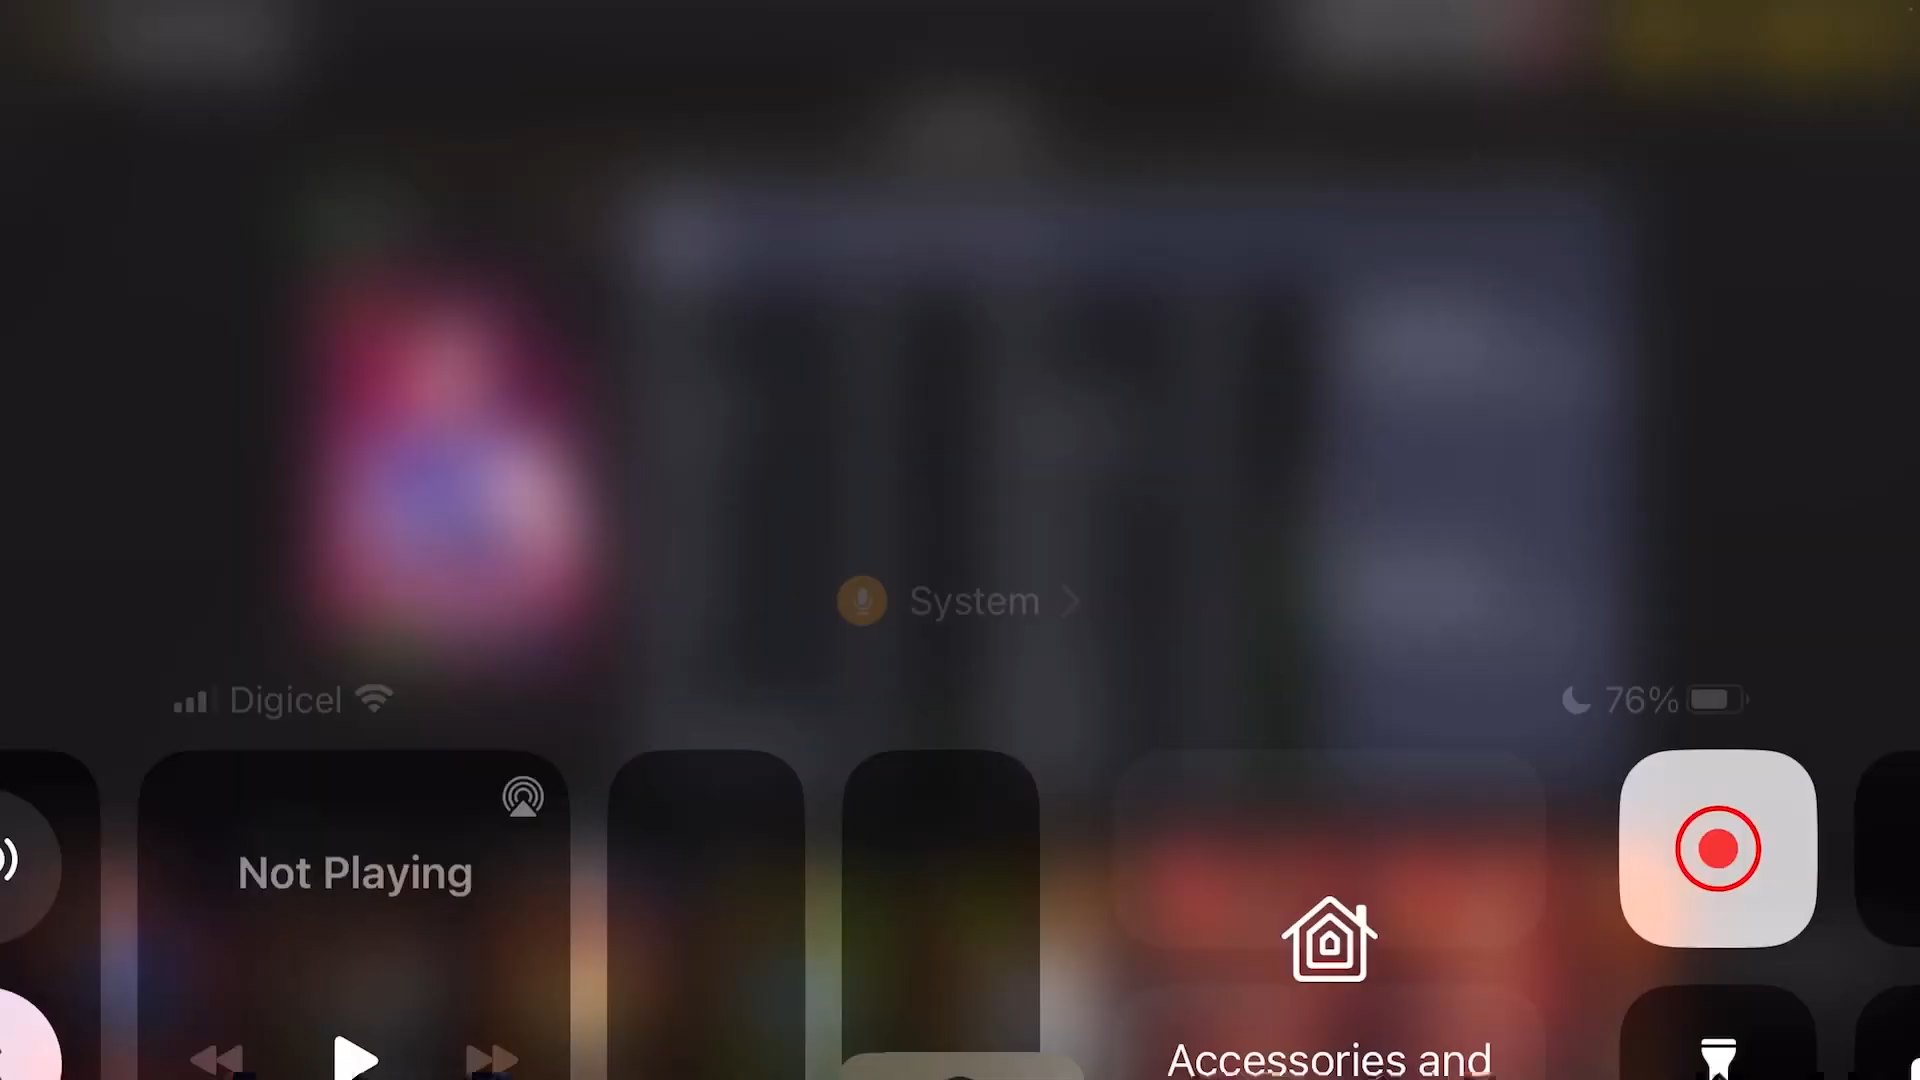 System
Digicel
76%
Not Playing
Accessories and